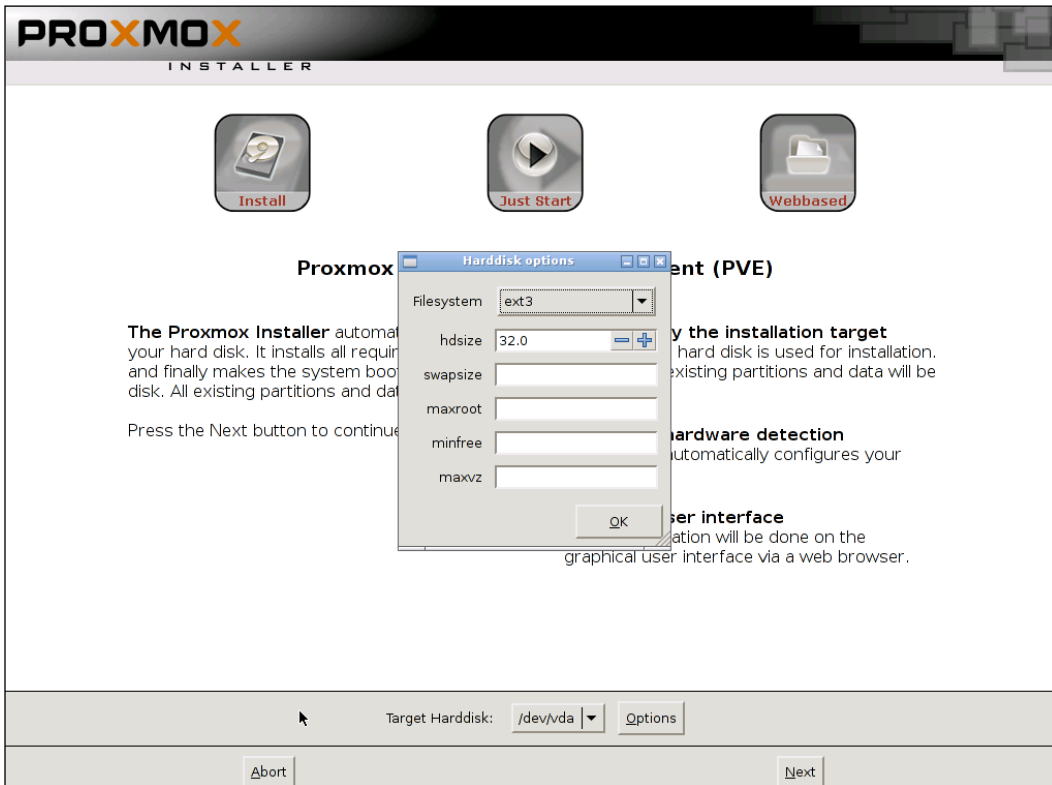 PROXMOX
INSTALLER
Install
Just Start
Webbased
Proxmox
ent (PVE)
Harddisk options
Filesystem ext3
hdsize 32.0
swapsize
maxroot
minfree
maxvz
OK
The Proxmox Installer automat
your hard disk. It installs all requir
and finally makes the system boo
disk. All existing partitions and dat
Press the Next button to continue
y the installation target
hard disk is used for installation.
existing partitions and data will be
ardware detection
utomatically configures your
ser interface
ation will be done on the
graphical user interface via a web browser.
Target Harddisk: /dev/vda Options
Abort Next